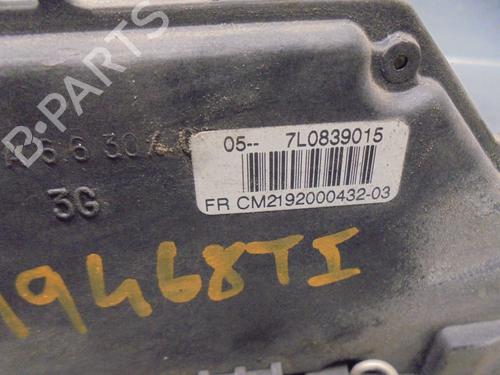 B-PARTS
05-- 7L0839015
FR CM2192000432-03
3G
19468TI